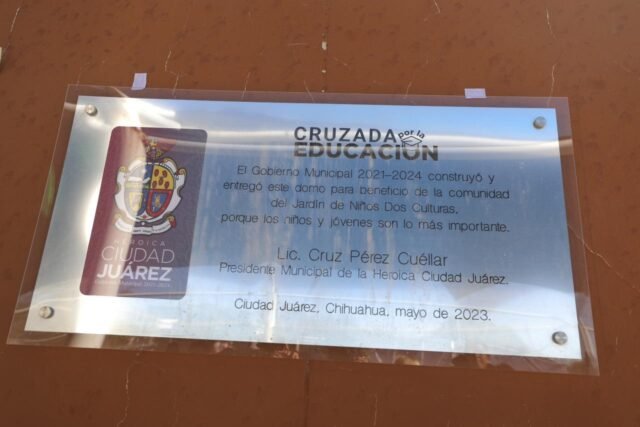 CRUZADA
por la
EDUCACIÓN
El Gobierno Municipal 2021-2024 construyó y
entregó este domo para beneficio de la comunidad
del Jardín de Niños Dos Culturas,
porque los niños y jóvenes son lo más importante.
Lic. Cruz Pérez Cuéllar
Presidente Municipal de la Heroica Ciudad Juárez.
Ciudad Juárez, Chihuahua, mayo de 2023.
HEROICA
CIUDAD
JUÁREZ